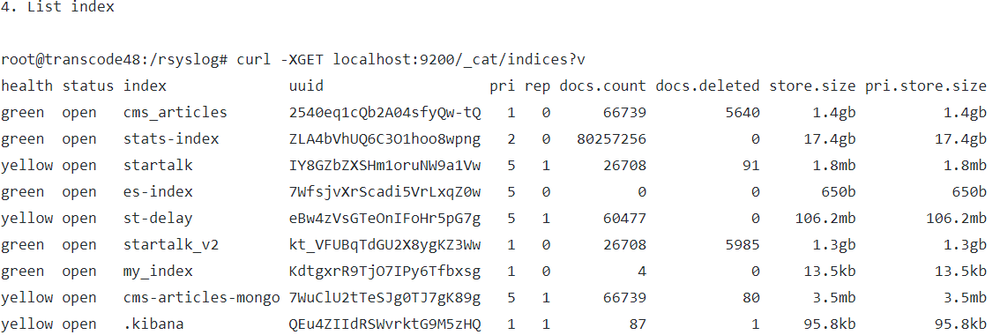 4. List index
root@transcode48:/rsyslog# curl -XGET localhost:9200/_cat/indices?v
health status index uuid pri rep docs.count docs.deleted store.size pri.store.size
green open cms_articles 2540eq1cQb2A04sfyQw-tQ 1 0 66739 5640 1.4gb 1.4gb
green open stats-index ZLA4bVhUQ6C3O1hoo8wpng 2 0 80257256 0 17.4gb 17.4gb
yellow open startalk IY8GZbZXSHm1oruNW9a1Vw 5 1 26708 91 1.8mb 1.8mb
green open es-index 7WfsjvXrScadi5VrLxqZ0w 5 0 0 0 650b 650b
yellow open st-delay eBw4zVsGTeOnIFoHr5pG7g 5 1 60477 0 106.2mb 106.2mb
green open startalk_v2 kt_VFUBqTdGU2X8ygKZ3Ww 1 0 26708 5985 1.3gb 1.3gb
green open my_index KdtgxrR9TjO7IPy6Tfbxsg 1 0 4 0 13.5kb 13.5kb
yellow open cms-articles-mongo 7WuClU2tTeSJg0TJ7gK89g 5 1 66739 80 3.5mb 3.5mb
yellow open .kibana QEu4ZIIdRSWvrktG9M5zHQ 1 1 87 1 95.8kb 95.8kb